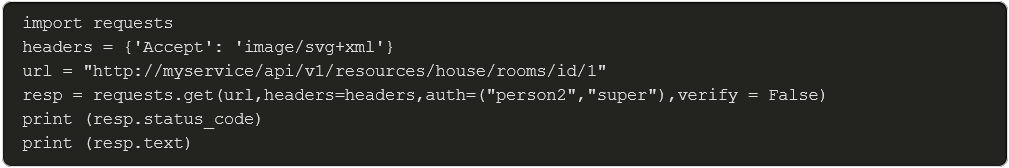 import requests
headers = {'Accept': 'image/svg+xml'}
url = "http://myservice/api/v1/resources/house/rooms/id/1"
resp = requests.get(url,headers=headers,auth=("person2","super"),verify = False)
print (resp.status_code)
print (resp.text)